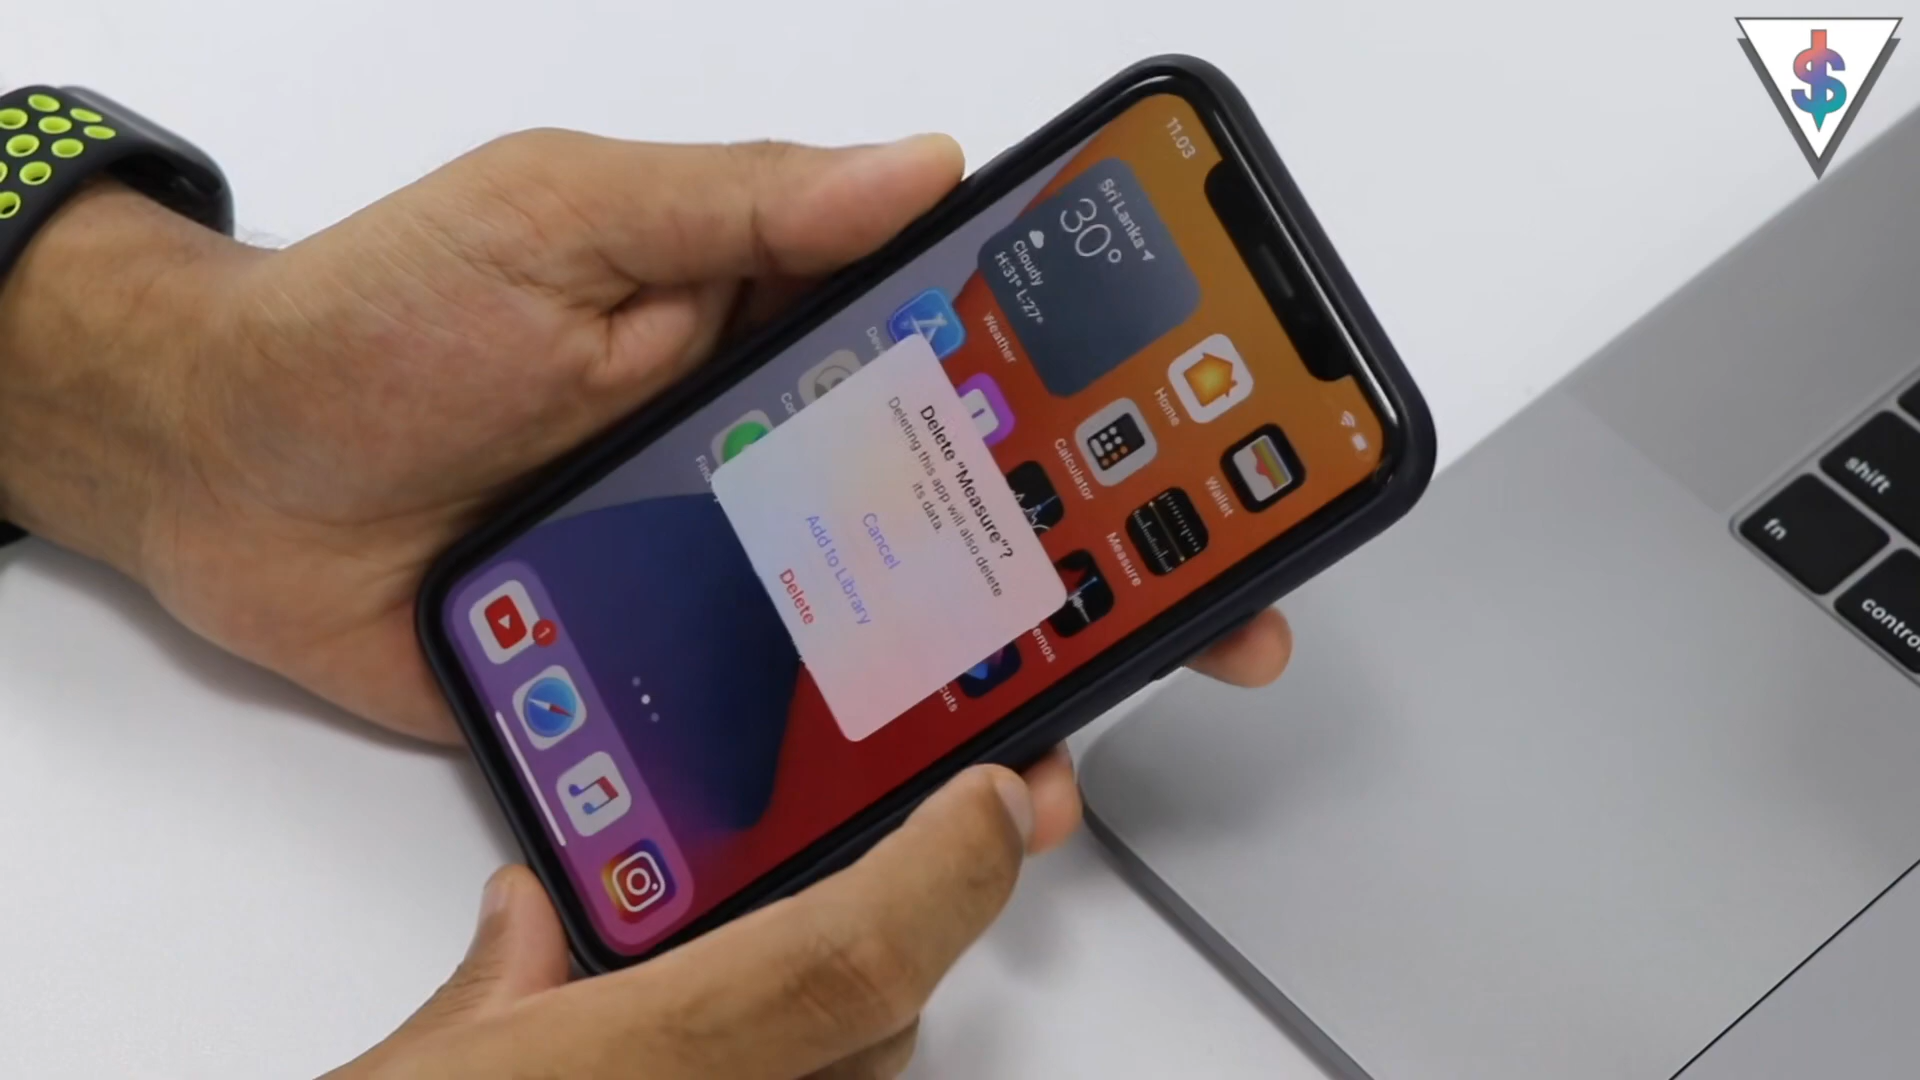 11.03
Sri Lanka
30°
Cloudy
H:31° L:27°
Weather
Home
Wallet
Calculator
Measure
Delete "Measure"?
Deleting this app will also delete
its data.
Cancel
Add to Library
Delete
1
shift
fn
$